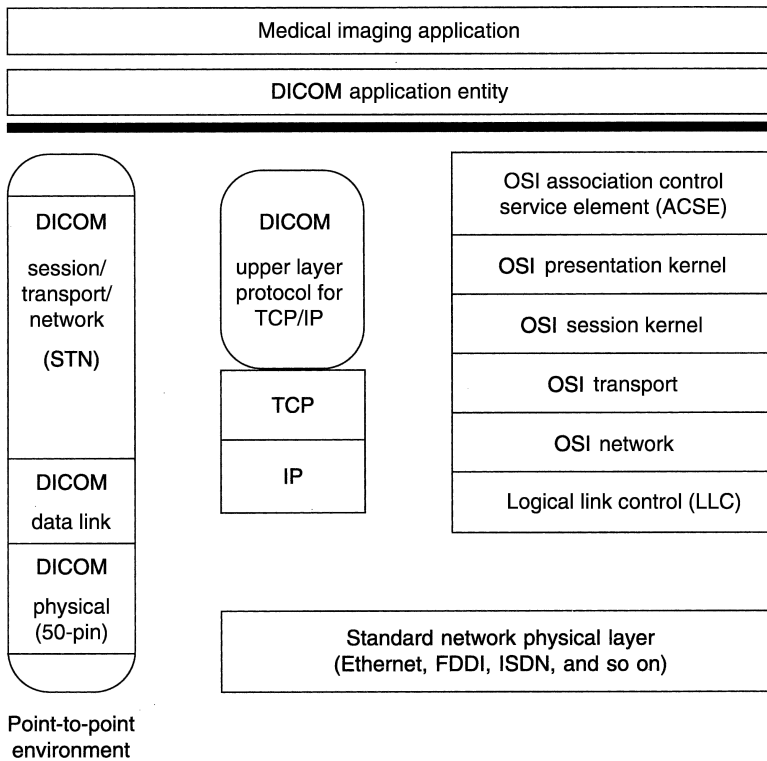 Medical imaging application
DICOM application entity
DICOM
session/
transport/
network
(STN)
DICOM
data link
DICOM
physical
(50-pin)
Point-to-point
environment
DICOM
upper layer
protocol for
TCP/IP
TCP
IP
OSI association control
service element (ACSE)
OSI presentation kernel
OSI session kernel
OSI transport
OSI network
Logical link control (LLC)
Standard network physical layer
(Ethernet, FDDI, ISDN, and so on)